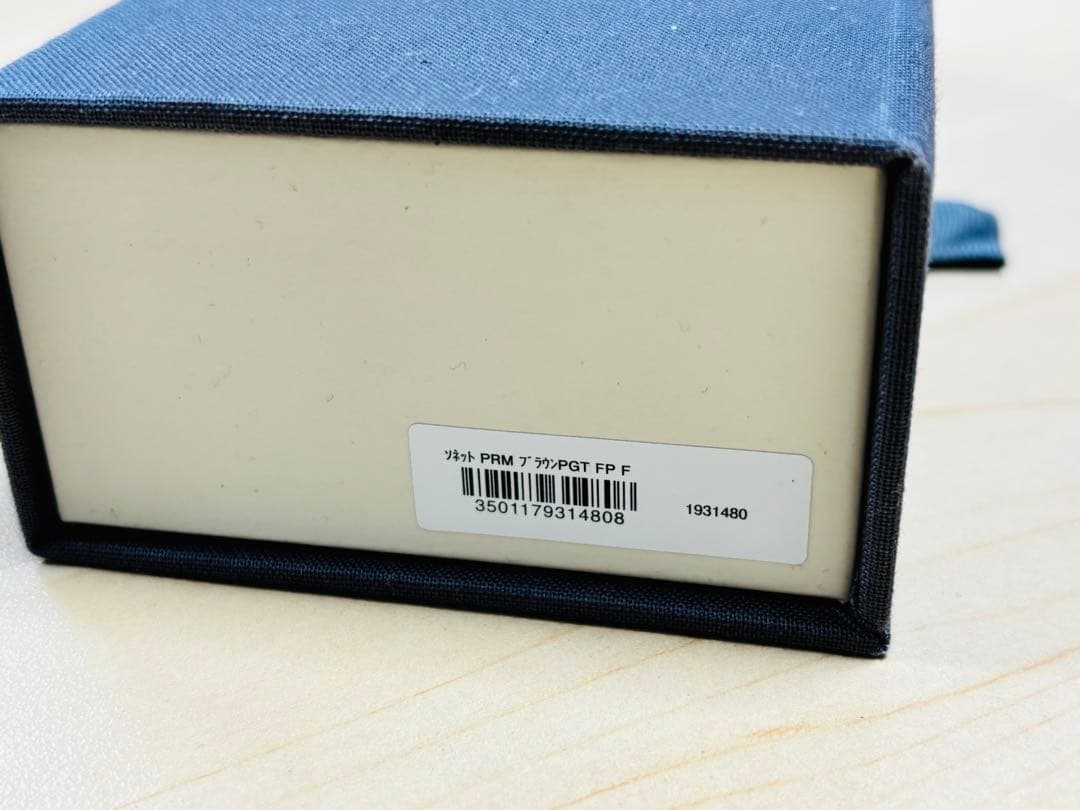 ｿﾈｯﾄ PRM ﾌﾞﾗｳﾝPGT FP F
3501179314808
1931480